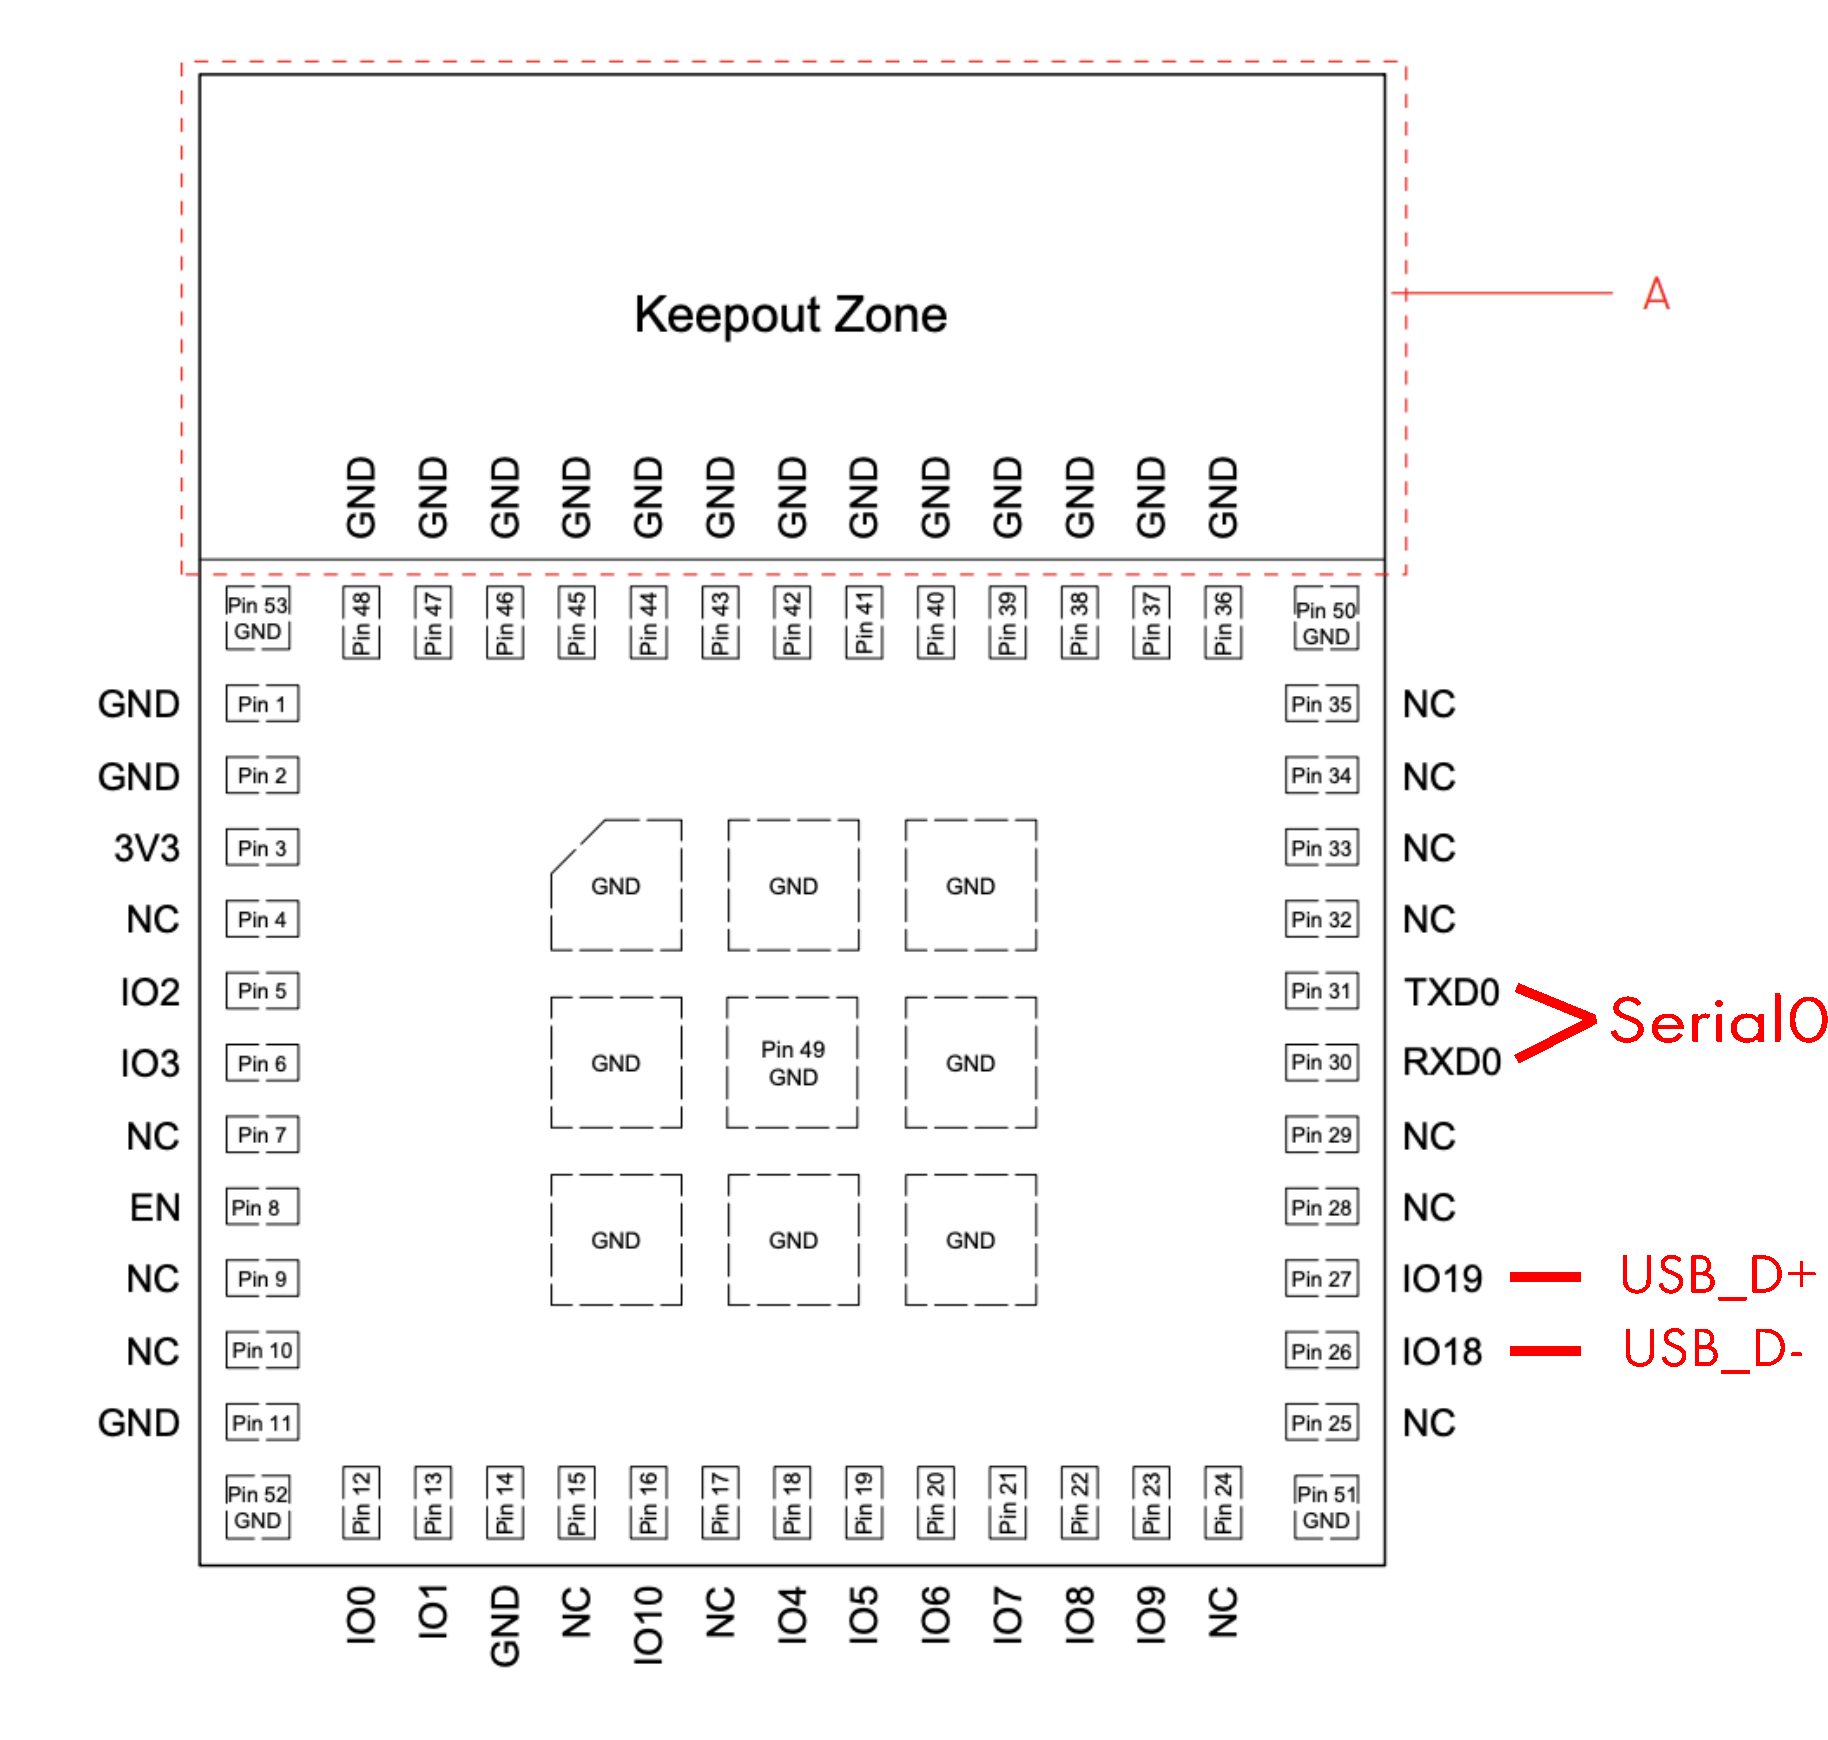 Keepout Zone
A
GND GND GND GND GND GND GND GND GND GND GND GND GND
Pin 53
GND
Pin 48 Pin 47 Pin 46 Pin 45 Pin 44 Pin 43 Pin 42 Pin 41 Pin 40 Pin 39 Pin 38 Pin 37 Pin 36
Pin 50
GND
GND Pin 1 Pin 35 NC
GND Pin 2 Pin 34 NC
3V3 Pin 3 Pin 33 NC
GND GND GND
NC Pin 4 Pin 32 NC
IO2 Pin 5 Pin 31 TXD0
Serial0
IO3 Pin 6 Pin 30 RXD0
GND
Pin 49
GND
GND
NC Pin 7 Pin 29 NC
EN Pin 8 Pin 28 NC
GND GND GND
NC Pin 9 Pin 27 IO19 USB_D+
NC Pin 10 Pin 26 IO18 USB_D-
GND Pin 11 Pin 25 NC
Pin 52
GND
Pin 12 Pin 13 Pin 14 Pin 15 Pin 16 Pin 17 Pin 18 Pin 19 Pin 20 Pin 21 Pin 22 Pin 23 Pin 24
Pin 51
GND
IO0 IO1 GND NC IO10 NC IO4 IO5 IO6 IO7 IO8 IO9 NC